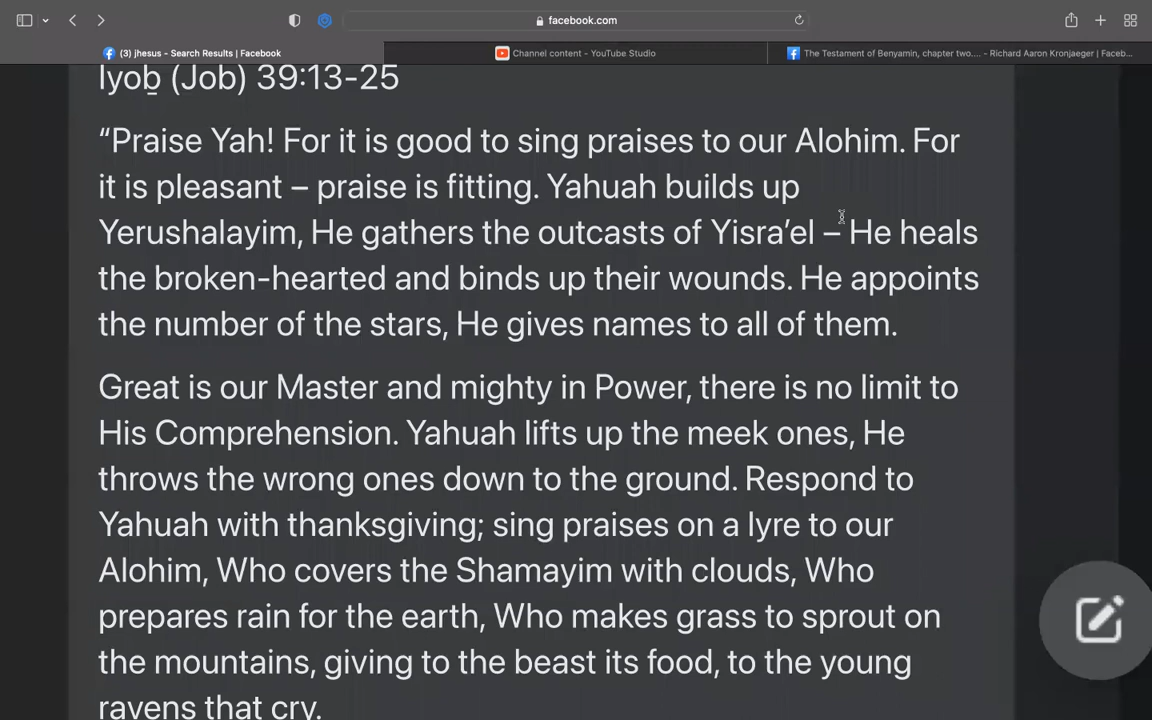 facebook.com
(3) jhesus - Search Results | Facebook
Channel content - YouTube Studio
The Testament of Benyamin, chapter two.... - Richard Aaron Kronjaeger | Faceb...
Iyoḇ (Job) 39:13-25
“Praise Yah! For it is good to sing praises to our Alohim. For
it is pleasant – praise is fitting. Yahuah builds up
Yerushalayim, He gathers the outcasts of Yisra’el – He heals
the broken-hearted and binds up their wounds. He appoints
the number of the stars, He gives names to all of them.
Great is our Master and mighty in Power, there is no limit to
His Comprehension. Yahuah lifts up the meek ones, He
throws the wrong ones down to the ground. Respond to
Yahuah with thanksgiving; sing praises on a lyre to our
Alohim, Who covers the Shamayim with clouds, Who
prepares rain for the earth, Who makes grass to sprout on
the mountains, giving to the beast its food, to the young
ravens that cry.